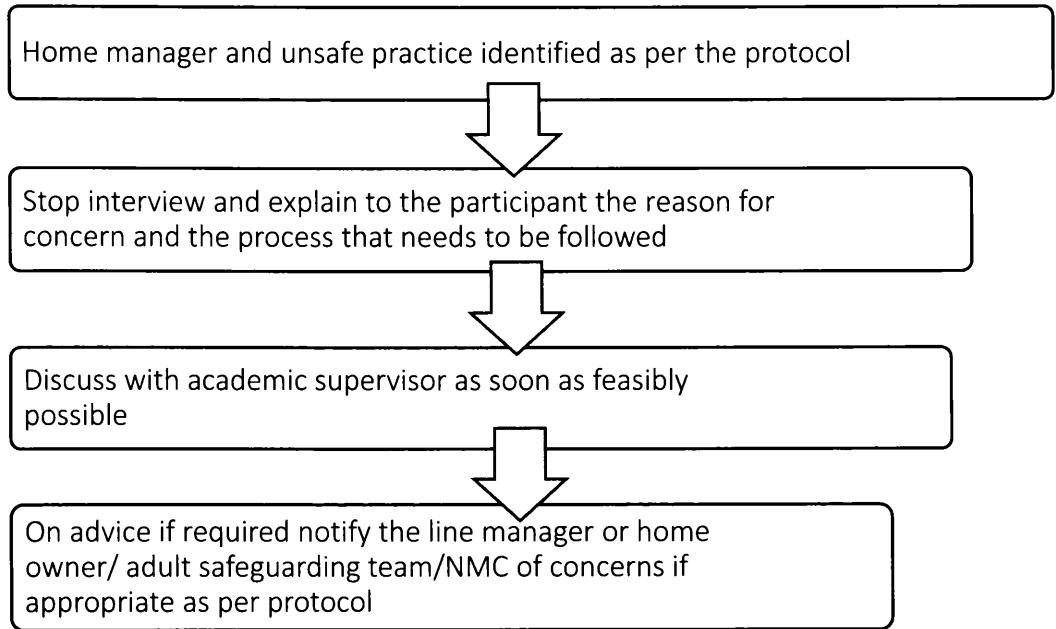 Home manager and unsafe practice identified as per the protocol
Stop interview and explain to the participant the reason for
concern and the process that needs to be followed
Discuss with academic supervisor as soon as feasibly
possible
On advice if required notify the line manager or home
owner/ adult safeguarding team/NMC of concerns if
appropriate as per protocol